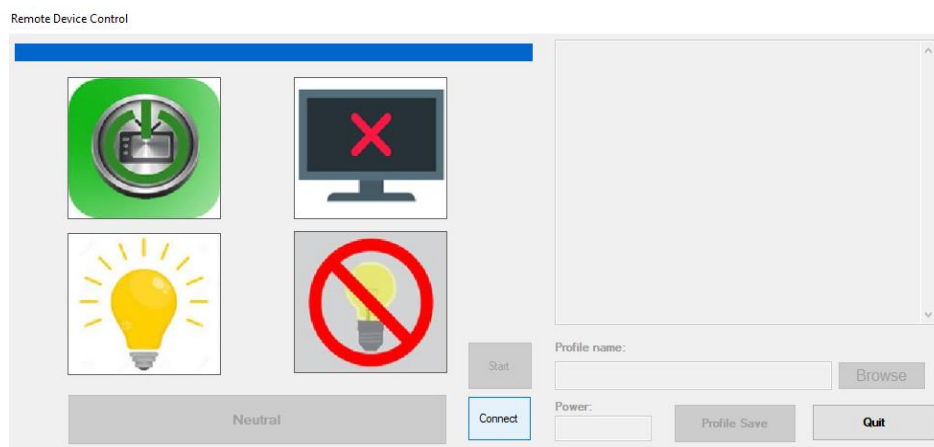 Remote Device Control
Start
Profile name:
Browse
Neutral
Connect
Power:
Profile Save
Quit